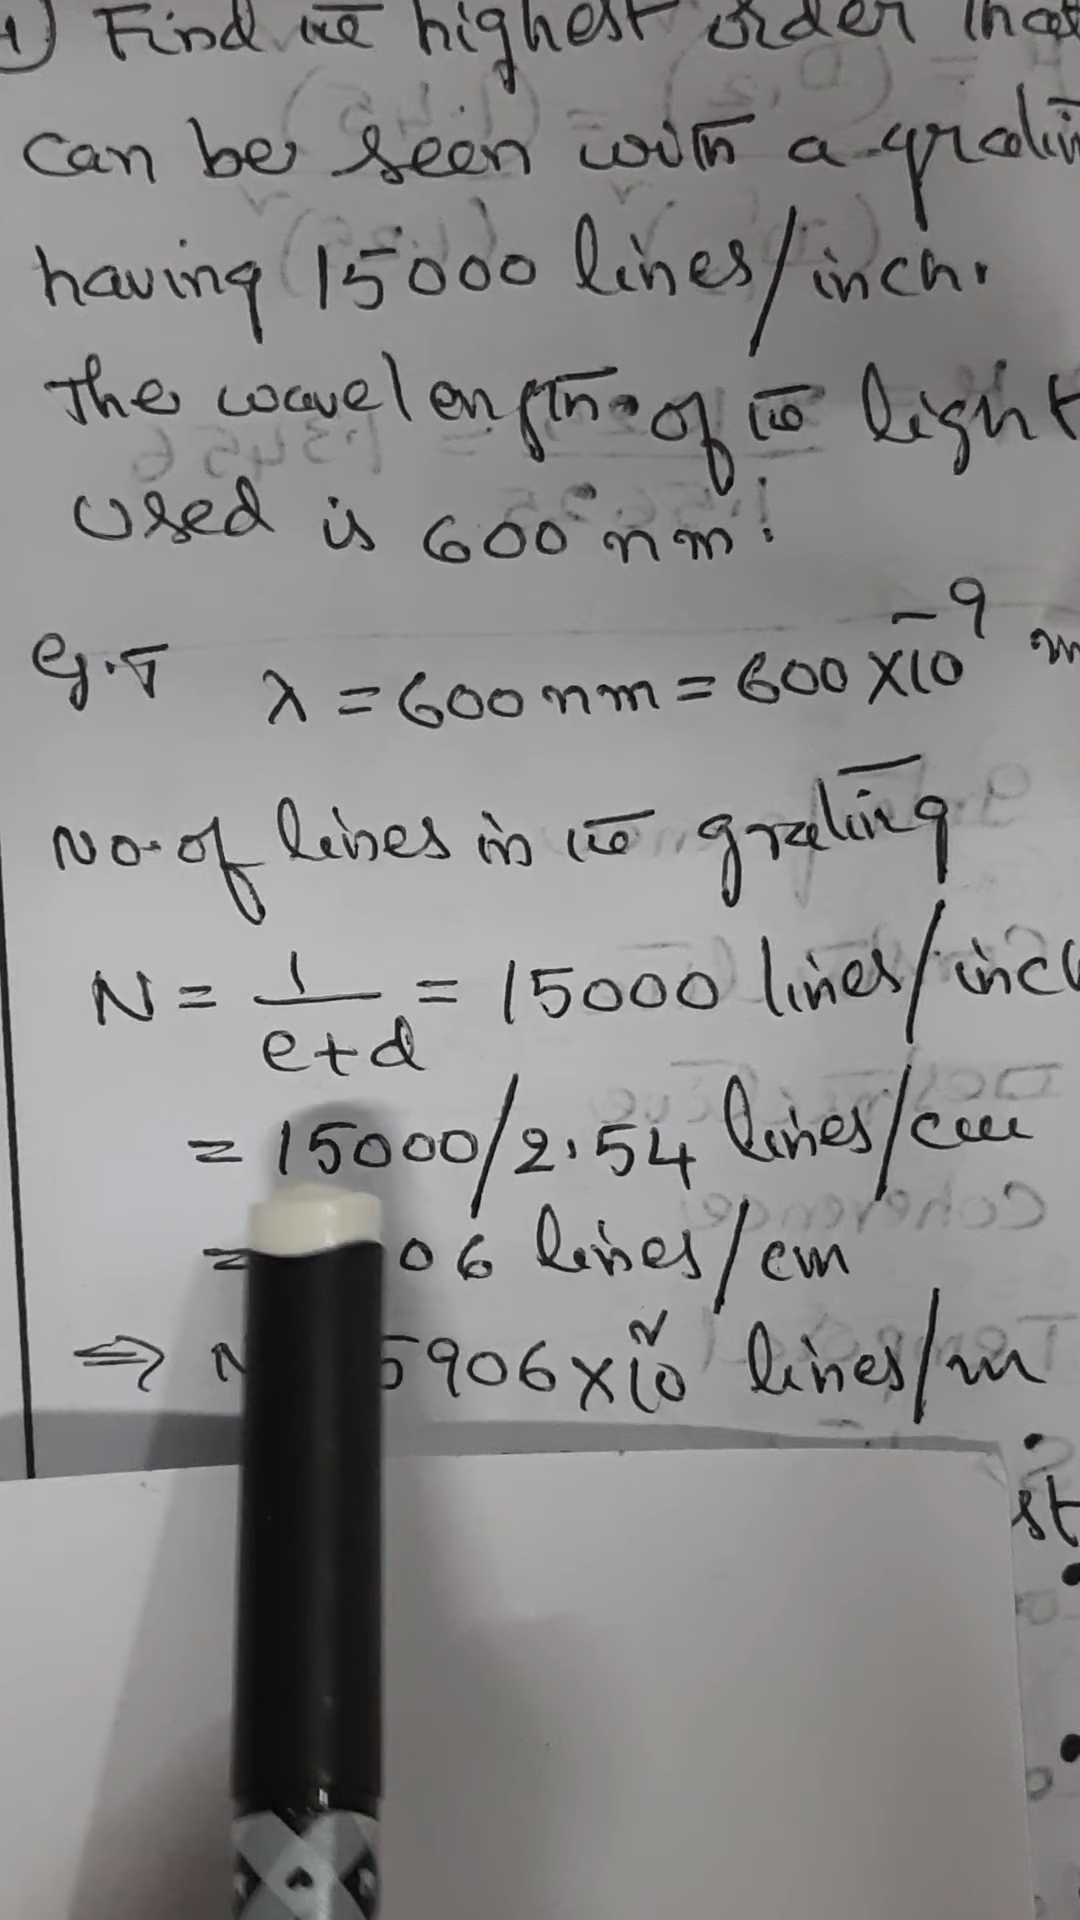 1) Find the highest order that
can be seen with a grating
having 15000 lines/inch.
The wavelength of the light
used is 600 nm.
G.T λ = 600 nm = 600 × 10⁻⁹ m
No. of lines in the grating
N = 1/(e+d) = 15000 lines/inch
= 15000/2.54 lines/cm
= 06 lines/cm
⇒ N 5906 × 10² lines/m
st